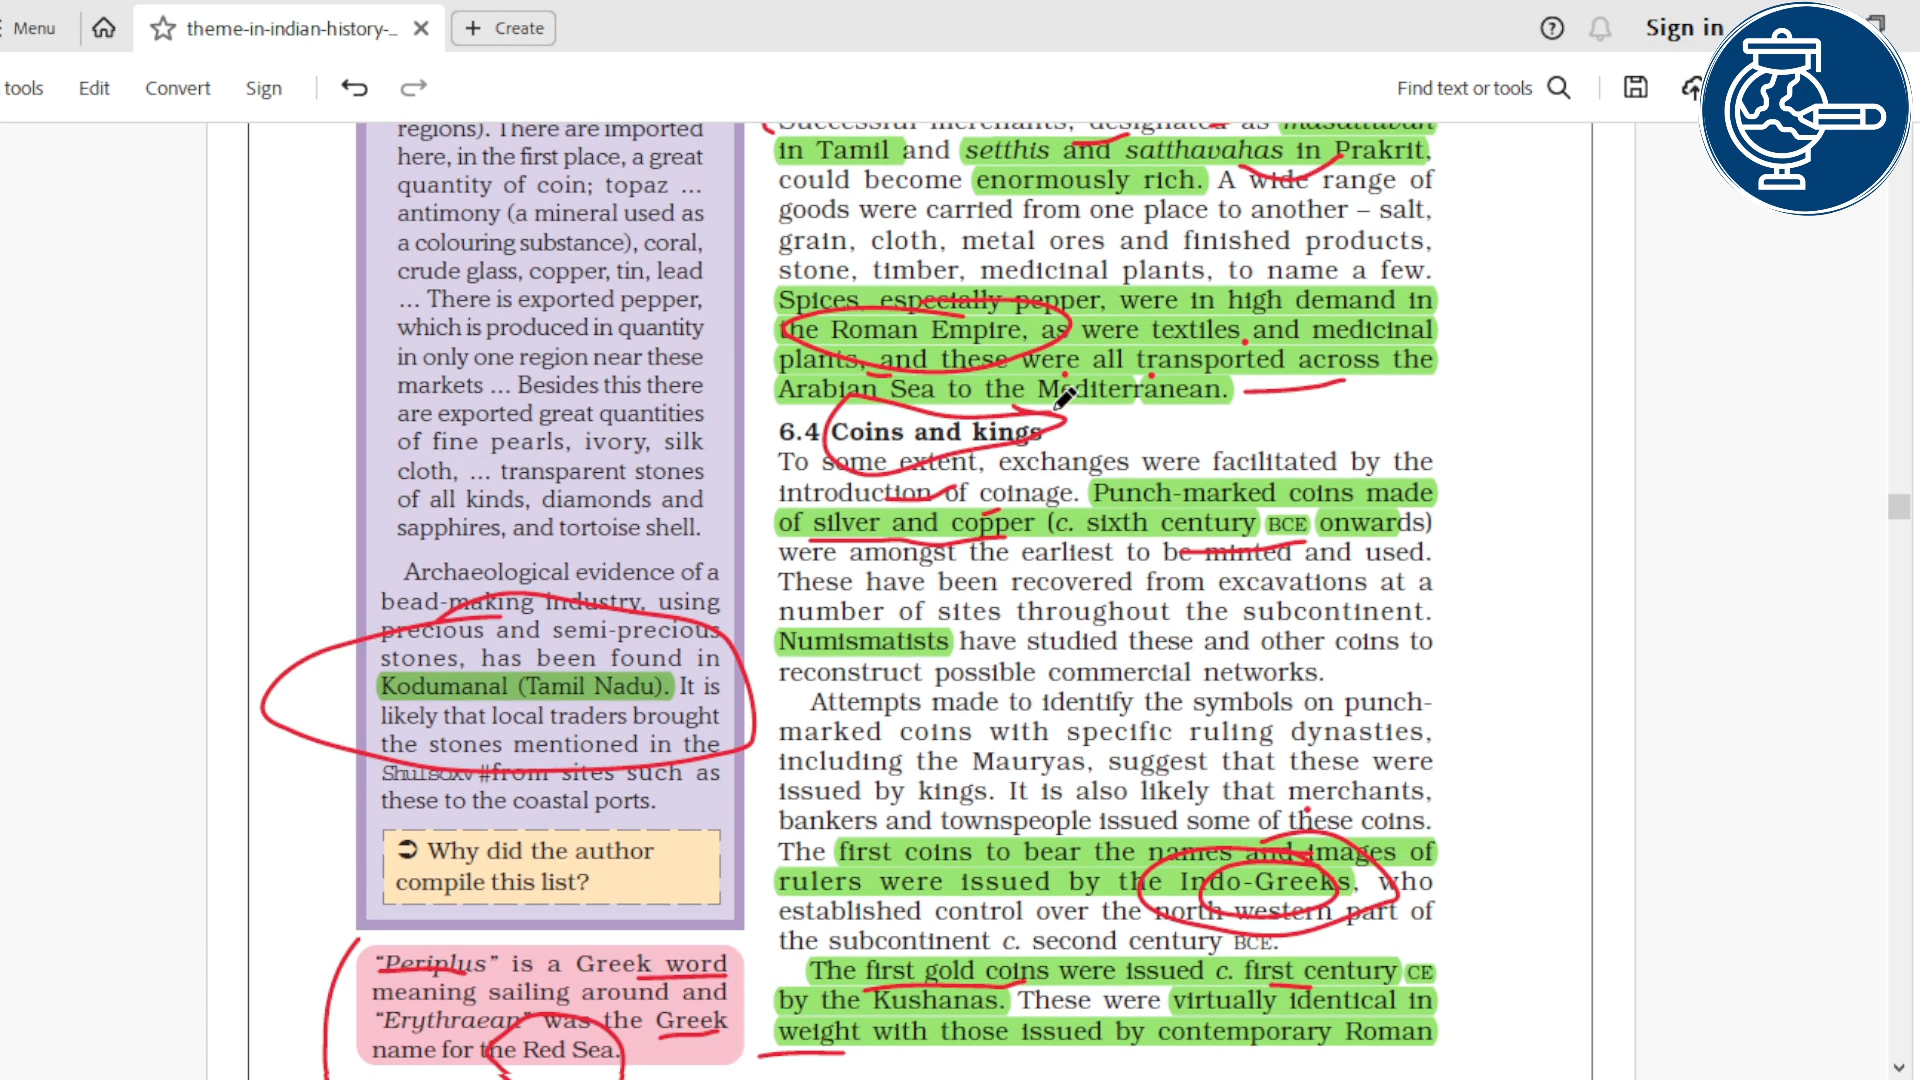 Menu
theme-in-indian-history-_
Create
Sign in
tools
Edit
Convert
Sign
Find text or tools
regions). There are imported
here, in the first place, a great
quantity of coin; topaz ...
antimony (a mineral used as
a colouring substance), coral,
crude glass, copper, tin, lead
... There is exported pepper,
which is produced in quantity
in only one region near these
markets ... Besides this there
are exported great quantities
of fine pearls, ivory, silk
cloth, ... transparent stones
of all kinds, diamonds and
sapphires, and tortoise shell.
Archaeological evidence of a
bead-making industry, using
precious and semi-precious
stones, has been found in
Kodumanal (Tamil Nadu). It is
likely that local traders brought
the stones mentioned in the
#from sites such as
these to the coastal ports.
Why did the author
compile this list?
"Periplus" is a Greek word
meaning sailing around and
"Erythraean" was the Greek
name for the Red Sea.
Successful merchants, designated as masattuvan
in Tamil and setthis and satthavahas in Prakrit,
could become enormously rich. A wide range of
goods were carried from one place to another – salt,
grain, cloth, metal ores and finished products,
stone, timber, medicinal plants, to name a few.
Spices, especially pepper, were in high demand in
the Roman Empire, as were textiles and medicinal
plants, and these were all transported across the
Arabian Sea to the Mediterranean.
6.4 Coins and kings
To some extent, exchanges were facilitated by the
introduction of coinage. Punch-marked coins made
of silver and copper (c. sixth century BCE onwards)
were amongst the earliest to be minted and used.
These have been recovered from excavations at a
number of sites throughout the subcontinent.
Numismatists have studied these and other coins to
reconstruct possible commercial networks.
Attempts made to identify the symbols on punch-
marked coins with specific ruling dynasties,
including the Mauryas, suggest that these were
issued by kings. It is also likely that merchants,
bankers and townspeople issued some of these coins.
The first coins to bear the names and images of
rulers were issued by the Indo-Greeks, who
established control over the north-western part of
the subcontinent c. second century BCE.
The first gold coins were issued c. first century CE
by the Kushanas. These were virtually identical in
weight with those issued by contemporary Roman